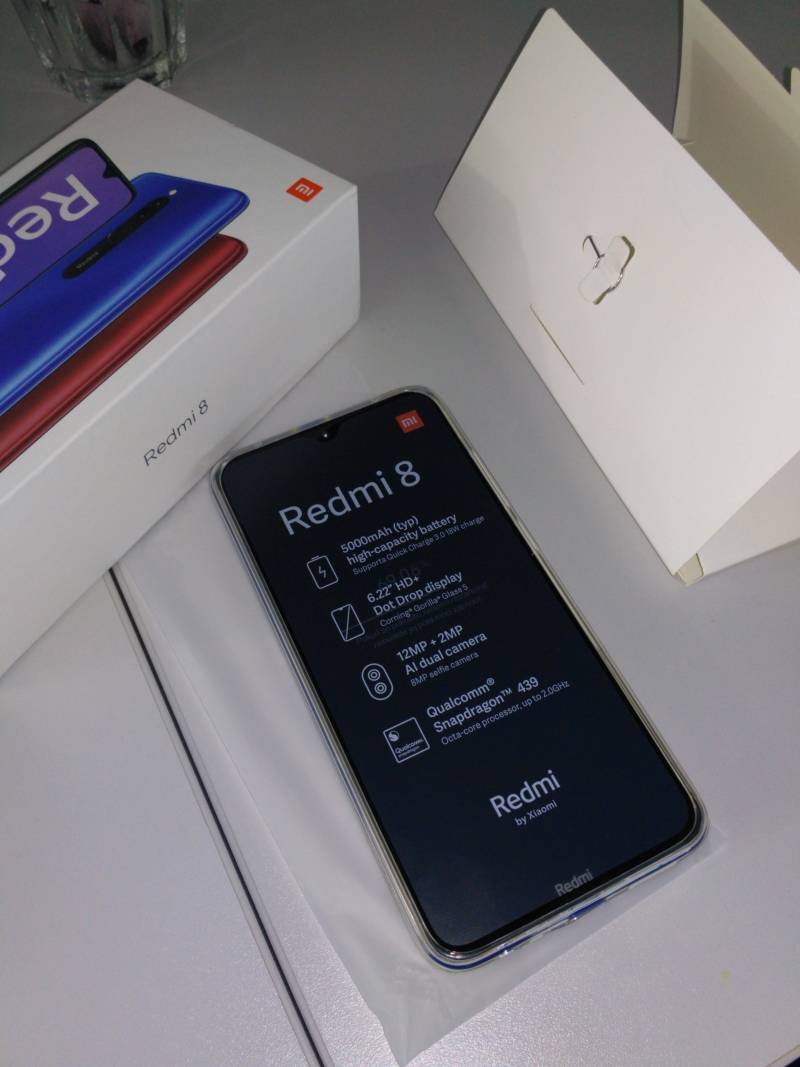 Redmi
mi
Redmi
Redmi 8
mi
Redmi 8
5000mAh (typ)
high-capacity battery
Supports Quick Charge 3.0 18W charge
6.22" HD+
Dot Drop display
Corning® Gorilla® Glass 5
12MP + 2MP
AI dual camera
8MP selfie camera
Qualcomm®
Snapdragon™ 439
Octa-core processor, up to 2.0GHz
Qualcomm
snapdragon
Redmi
by Xiaomi
Redmi